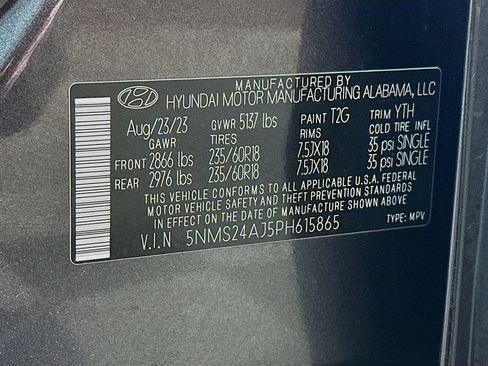 MANUFACTURED BY
HYUNDAI MOTOR MANUFACTURING ALABAMA, LLC
Aug/23/23 GVWR 5137 lbs PAINT T2G TRIM YTH
GAWR TIRES RIMS COLD TIRE INFL
FRONT 2866 lbs 235/60R18 7.5JX18 35 psi SINGLE
REAR 2976 lbs 235/60R18 7.5JX18 35 psi SINGLE
THIS VEHICLE CONFORMS TO ALL APPLICABLE U.S.A. FEDERAL
MOTOR VEHICLE SAFETY AND THEFT PREVENTION STANDARDS
IN EFFECT ON THE DATE OF MANUFACTURE SHOWN ABOVE.
V.I.N 5NMS24AJ5PH615865 TYPE: MPV